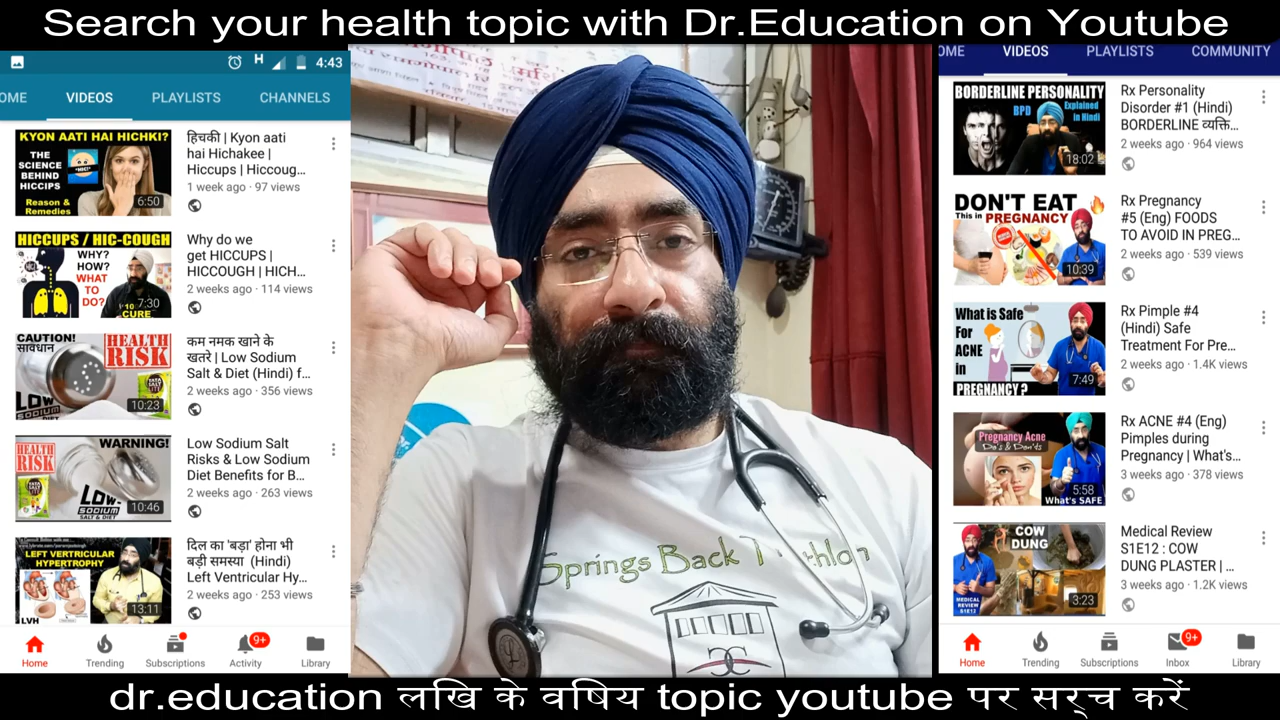 Search your health topic with Dr.Education on Youtube
4:43
OME VIDEOS PLAYLISTS CHANNELS
KYON AATI HAI HICHKI?
THE
SCIENCE
BEHIND
HICCIPS
Reason &
Remedies
6:50
हिचकी | Kyon aati
hai Hichakee |
Hiccups | Hiccoug...
1 week ago · 97 views
HICCUPS / HIC-COUGH
WHY?
HOW?
WHAT
TO
DO?
10
CURE
7:30
Why do we
get HICCUPS |
HICCOUGH | HICH...
2 weeks ago · 114 views
CAUTION!
सावधान
HEALTH
RISK
LOW
SODIUM
DIET
10:23
कम नमक खाने के
खतरे | Low Sodium
Salt & Diet (Hindi) f...
2 weeks ago · 356 views
WARNING!
HEALTH
RISK
LOW-
SODIUM
SALT & DIET
10:46
Low Sodium Salt
Risks & Low Sodium
Diet Benefits for B...
2 weeks ago · 263 views
LEFT VENTRICULAR
HYPERTROPHY
LVH
13:11
दिल का 'बड़ा' होना भी
बड़ी समस्या (Hindi)
Left Ventricular Hy...
2 weeks ago · 253 views
9+
Home Trending Subscriptions Activity Library
Springs Back
OME VIDEOS PLAYLISTS COMMUNITY
BORDERLINE PERSONALITY
BPD
Explained
in Hindi
18:02
Rx Personality
Disorder #1 (Hindi)
BORDERLINE व्यक्ति...
2 weeks ago · 964 views
DON'T EAT
This in PREGNANCY
10:39
Rx Pregnancy
#5 (Eng) FOODS
TO AVOID IN PREG...
2 weeks ago · 539 views
What is Safe
For
ACNE
in
PREGNANCY ?
7:49
Rx Pimple #4
(Hindi) Safe
Treatment For Pre...
2 weeks ago · 1.4K views
Pregnancy Acne
Do's & Don'ts
What's SAFE
5:58
Rx ACNE #4 (Eng)
Pimples during
Pregnancy | What's...
3 weeks ago · 378 views
COW
DUNG
MEDICAL
REVIEW
S1E12
3:23
Medical Review
S1E12 : COW
DUNG PLASTER | ...
3 weeks ago · 1.2K views
9+
Home Trending Subscriptions Inbox Library
dr.education लखि के वषिय topic youtube पर सर्च करें